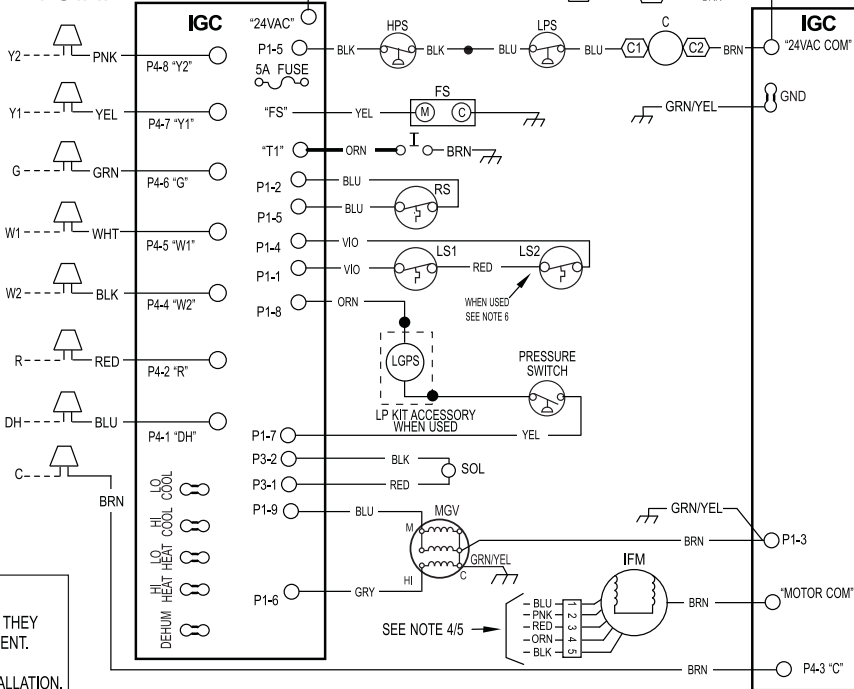 IGC
"24VAC"
P1-5
BLK
HPS
BLK
BLU
LPS
BLU
C1
C
C2
BRN
IGC
"24VAC COM"
Y2
PNK
P4-8 "Y2"
5A FUSE
GND
GRN/YEL
Y1
YEL
P4-7 "Y1"
"FS"
YEL
FS
M
C
"T1"
ORN
BRN
G
GRN
P4-6 "G"
P1-2
BLU
RS
P1-5
BLU
W1
WHT
P4-5 "W1"
P1-4
VIO
P1-1
VIO
LS1
RED
LS2
WHEN USED
SEE NOTE 6
W2
BLK
P4-4 "W2"
P1-8
ORN
LGPS
LP KIT ACCESSORY
WHEN USED
PRESSURE
SWITCH
R
RED
P4-2 "R"
DH
BLU
P4-1 "DH"
P1-7
YEL
C
BRN
P3-2
BLK
SOL
P3-1
RED
LO
COOL
HI
COOL
LO
HEAT
HI
HEAT
DEHUM
P1-9
BLU
MGV
M
HI
C
GRN/YEL
P1-6
GRY
GRN/YEL
BRN
P1-3
SEE NOTE 4/5
BLU 1
PNK 2
RED 3
ORN 4
BLK 5
IFM
BRN
"MOTOR COM"
BRN
P4-3 "C"
THEY
ENT.
ALLATION.